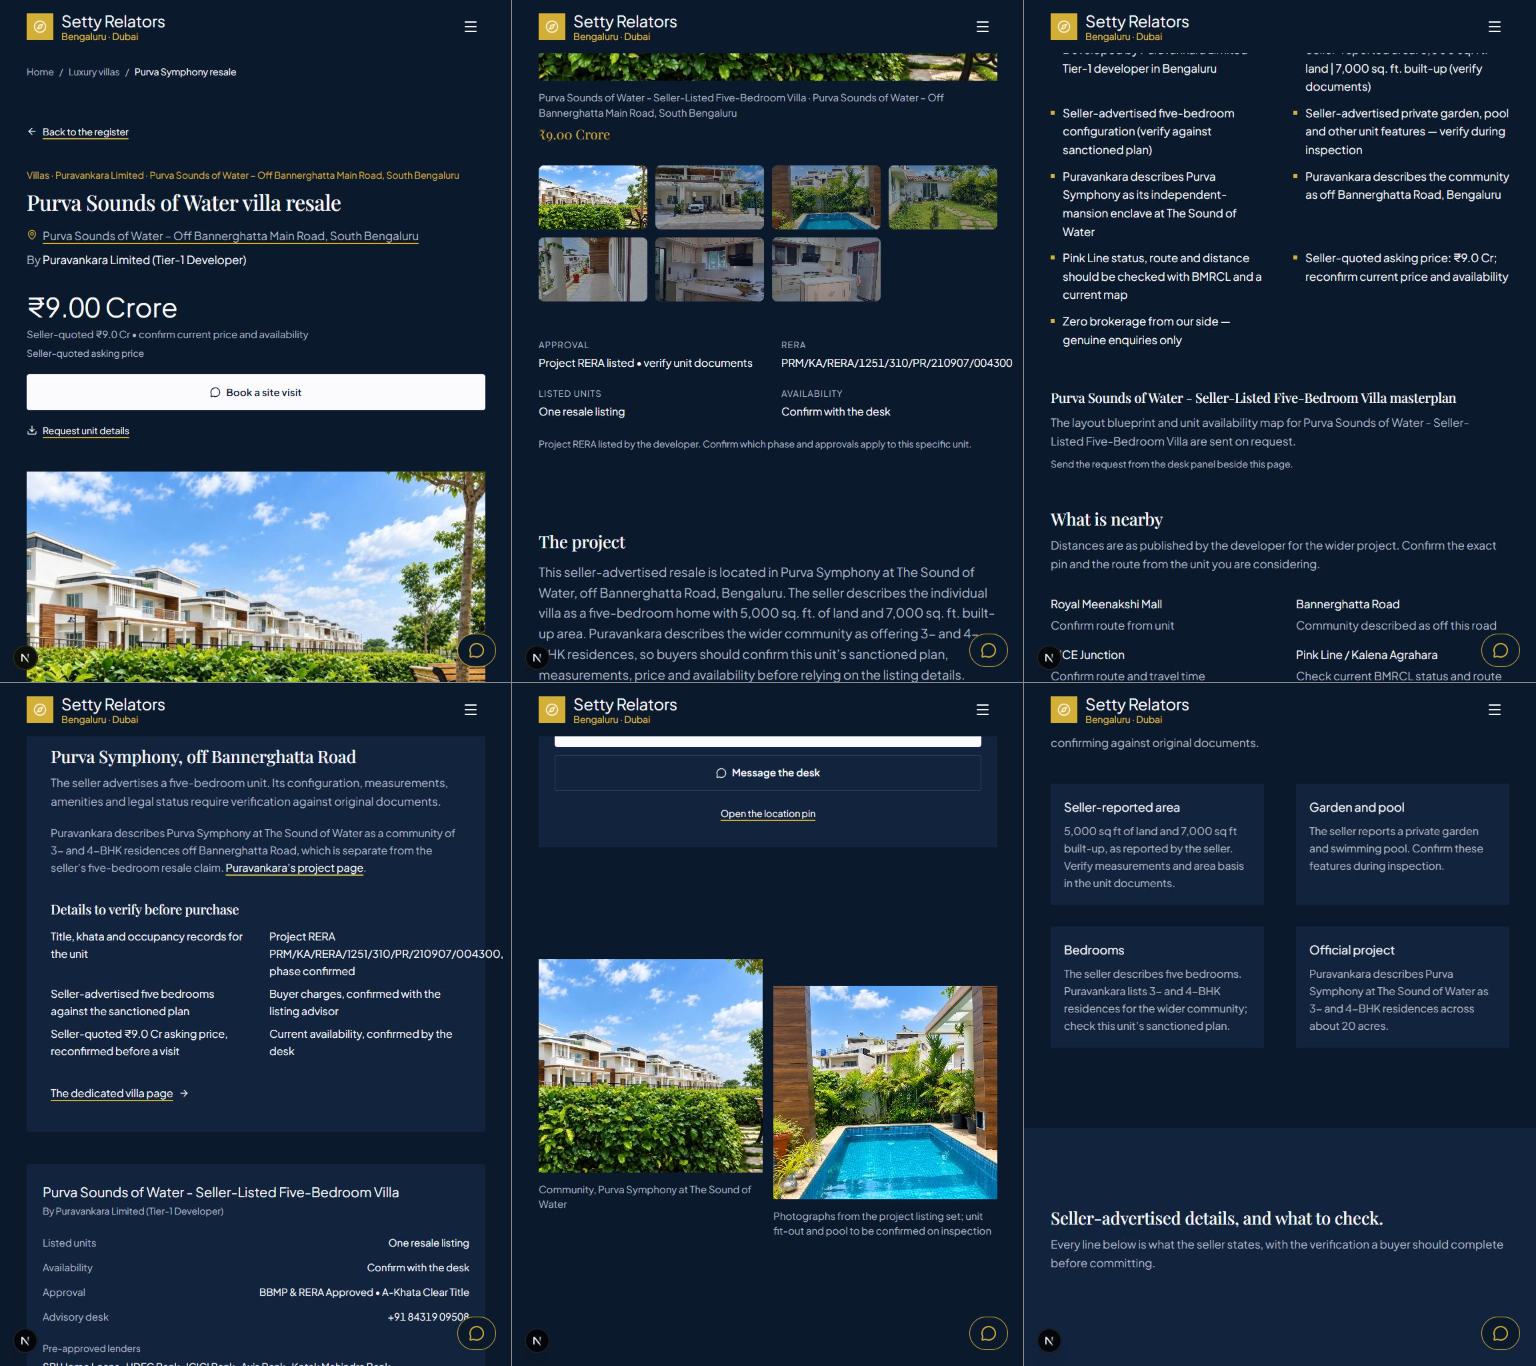 Setty Relators
Bengaluru · Dubai
Home / Luxury villas / Purva Symphony resale
Back to the register
Villas · Puravankara Limited · Purva Sounds of Water – Off Bannerghatta Main Road, South Bengaluru
Purva Sounds of Water villa resale
Purva Sounds of Water – Off Bannerghatta Main Road, South Bengaluru
By Puravankara Limited (Tier-1 Developer)
₹9.00 Crore
Seller-quoted ₹9.0 Cr • confirm current price and availability
Seller-quoted asking price
Book a site visit
Request unit details
N
Setty Relators
Bengaluru · Dubai
Purva Sounds of Water - Seller-Listed Five-Bedroom Villa · Purva Sounds of Water – Off
Bannerghatta Main Road, South Bengaluru
₹9.00 Crore
APPROVAL
Project RERA listed • verify unit documents
RERA
PRM/KA/RERA/1251/310/PR/210907/004300
LISTED UNITS
One resale listing
AVAILABILITY
Confirm with the desk
Project RERA listed by the developer. Confirm which phase and approvals apply to this specific unit.
The project
This seller-advertised resale is located in Purva Symphony at The Sound of
Water, off Bannerghatta Road, Bengaluru. The seller describes the individual
villa as a five-bedroom home with 5,000 sq. ft. of land and 7,000 sq. ft. built-
up area. Puravankara describes the wider community as offering 3– and 4–
HK residences, so buyers should confirm this unit's sanctioned plan,
measurements, price and availability before relying on the listing details.
N
Setty Relators
Bengaluru · Dubai
Tier-1 developer in Bengaluru
land | 7,000 sq. ft. built-up (verify
documents)
Seller-advertised five-bedroom
configuration (verify against
sanctioned plan)
Seller-advertised private garden, pool
and other unit features — verify during
inspection
Puravankara describes Purva
Symphony as its independent-
mansion enclave at The Sound of
Water
Puravankara describes the community
as off Bannerghatta Road, Bengaluru
Pink Line status, route and distance
should be checked with BMRCL and a
current map
Seller-quoted asking price: ₹9.0 Cr;
reconfirm current price and availability
Zero brokerage from our side —
genuine enquiries only
Purva Sounds of Water - Seller-Listed Five-Bedroom Villa masterplan
The layout blueprint and unit availability map for Purva Sounds of Water - Seller-
Listed Five-Bedroom Villa are sent on request.
Send the request from the desk panel beside this page.
What is nearby
Distances are as published by the developer for the wider project. Confirm the exact
pin and the route from the unit you are considering.
Royal Meenakshi Mall
Confirm route from unit
Bannerghatta Road
Community described as off this road
CE Junction
Confirm route and travel time
Pink Line / Kalena Agrahara
Check current BMRCL status and route
N
Setty Relators
Bengaluru · Dubai
Purva Symphony, off Bannerghatta Road
The seller advertises a five-bedroom unit. Its configuration, measurements,
amenities and legal status require verification against original documents.
Puravankara describes Purva Symphony at The Sound of Water as a community of
3– and 4–BHK residences off Bannerghatta Road, which is separate from the
seller's five-bedroom resale claim. Puravankara's project page.
Details to verify before purchase
Title, khata and occupancy records for
the unit
Project RERA
PRM/KA/RERA/1251/310/PR/210907/004300,
phase confirmed
Seller-advertised five bedrooms
against the sanctioned plan
Buyer charges, confirmed with the
listing advisor
Seller-quoted ₹9.0 Cr asking price,
reconfirmed before a visit
Current availability, confirmed by the
desk
The dedicated villa page
Purva Sounds of Water - Seller-Listed Five-Bedroom Villa
By Puravankara Limited (Tier-1 Developer)
Listed units One resale listing
Availability Confirm with the desk
Approval BBMP & RERA Approved • A-Khata Clear Title
Advisory desk +91 84319 09508
Pre-approved lenders
N
Setty Relators
Bengaluru · Dubai
Message the desk
Open the location pin
Community, Purva Symphony at The Sound of
Water
Photographs from the project listing set; unit
fit-out and pool to be confirmed on inspection
N
Setty Relators
Bengaluru · Dubai
confirming against original documents.
Seller-reported area
5,000 sq ft of land and 7,000 sq ft
built-up, as reported by the seller.
Verify measurements and area basis
in the unit documents.
Garden and pool
The seller reports a private garden
and swimming pool. Confirm these
features during inspection.
Bedrooms
The seller describes five bedrooms.
Puravankara lists 3– and 4–BHK
residences for the wider community;
check this unit's sanctioned plan.
Official project
Puravankara describes Purva
Symphony at The Sound of Water as
3– and 4–BHK residences across
about 20 acres.
Seller-advertised details, and what to check.
Every line below is what the seller states, with the verification a buyer should complete
before committing.
N